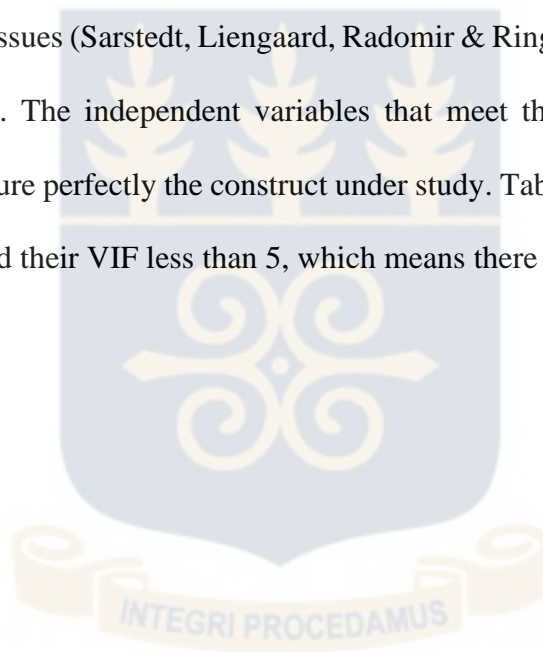 ssues (Sarstedt, Liengaard, Radomir & Ring
. The independent variables that meet th
ure perfectly the construct under study. Tab
d their VIF less than 5, which means there
INTEGRI PROCEDAMUS